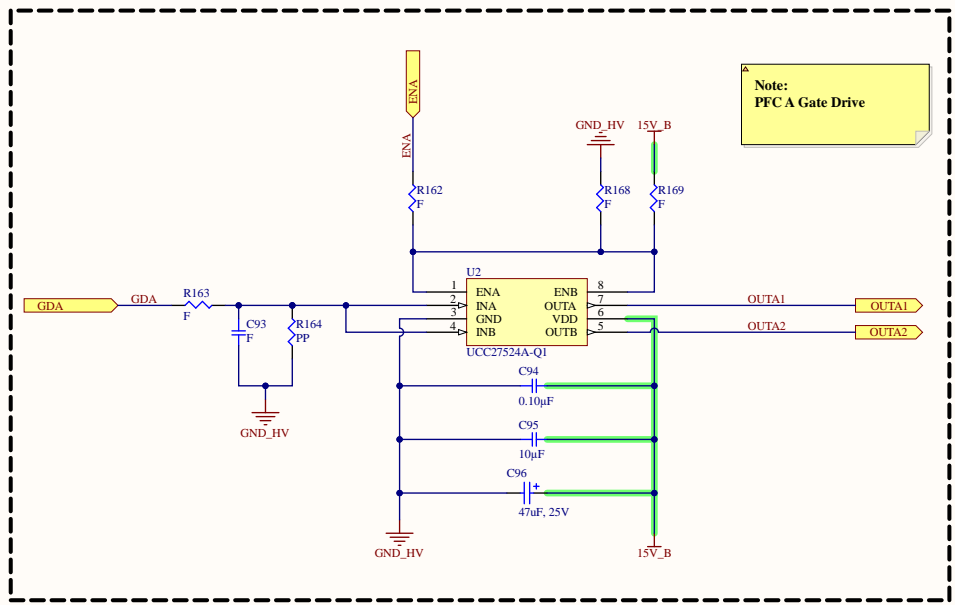 Note:
PFC A Gate Drive
ENA
ENA
GND_HV
15V_B
R162
F
R168
F
R169
F
U2
GDA
GDA
R163
F
C93
F
R164
PP
GND_HV
1
ENA
2
INA
3
GND
4
INB
ENB
8
OUTA
7
VDD
6
OUTB
5
UCC27524A-Q1
OUTA1
OUTA1
OUTA2
OUTA2
C94
0.10µF
C95
10µF
C96
+
47uF, 25V
GND_HV
15V_B